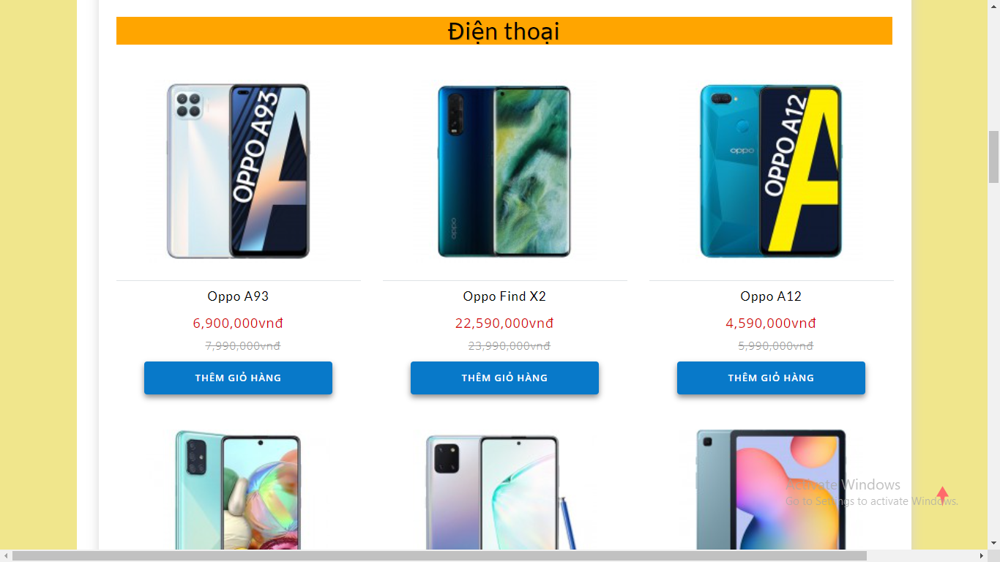 Điện thoại
OPPO A93
oppo
oppo
OPPO A12
Oppo A93
Oppo Find X2
Oppo A12
6,900,000vnđ
22,590,000vnđ
4,590,000vnđ
7,990,000vnđ
23,990,000vnđ
5,990,000vnđ
THÊM GIỎ HÀNG
THÊM GIỎ HÀNG
THÊM GIỎ HÀNG
Activate Windows
Go to Settings to activate Windows.